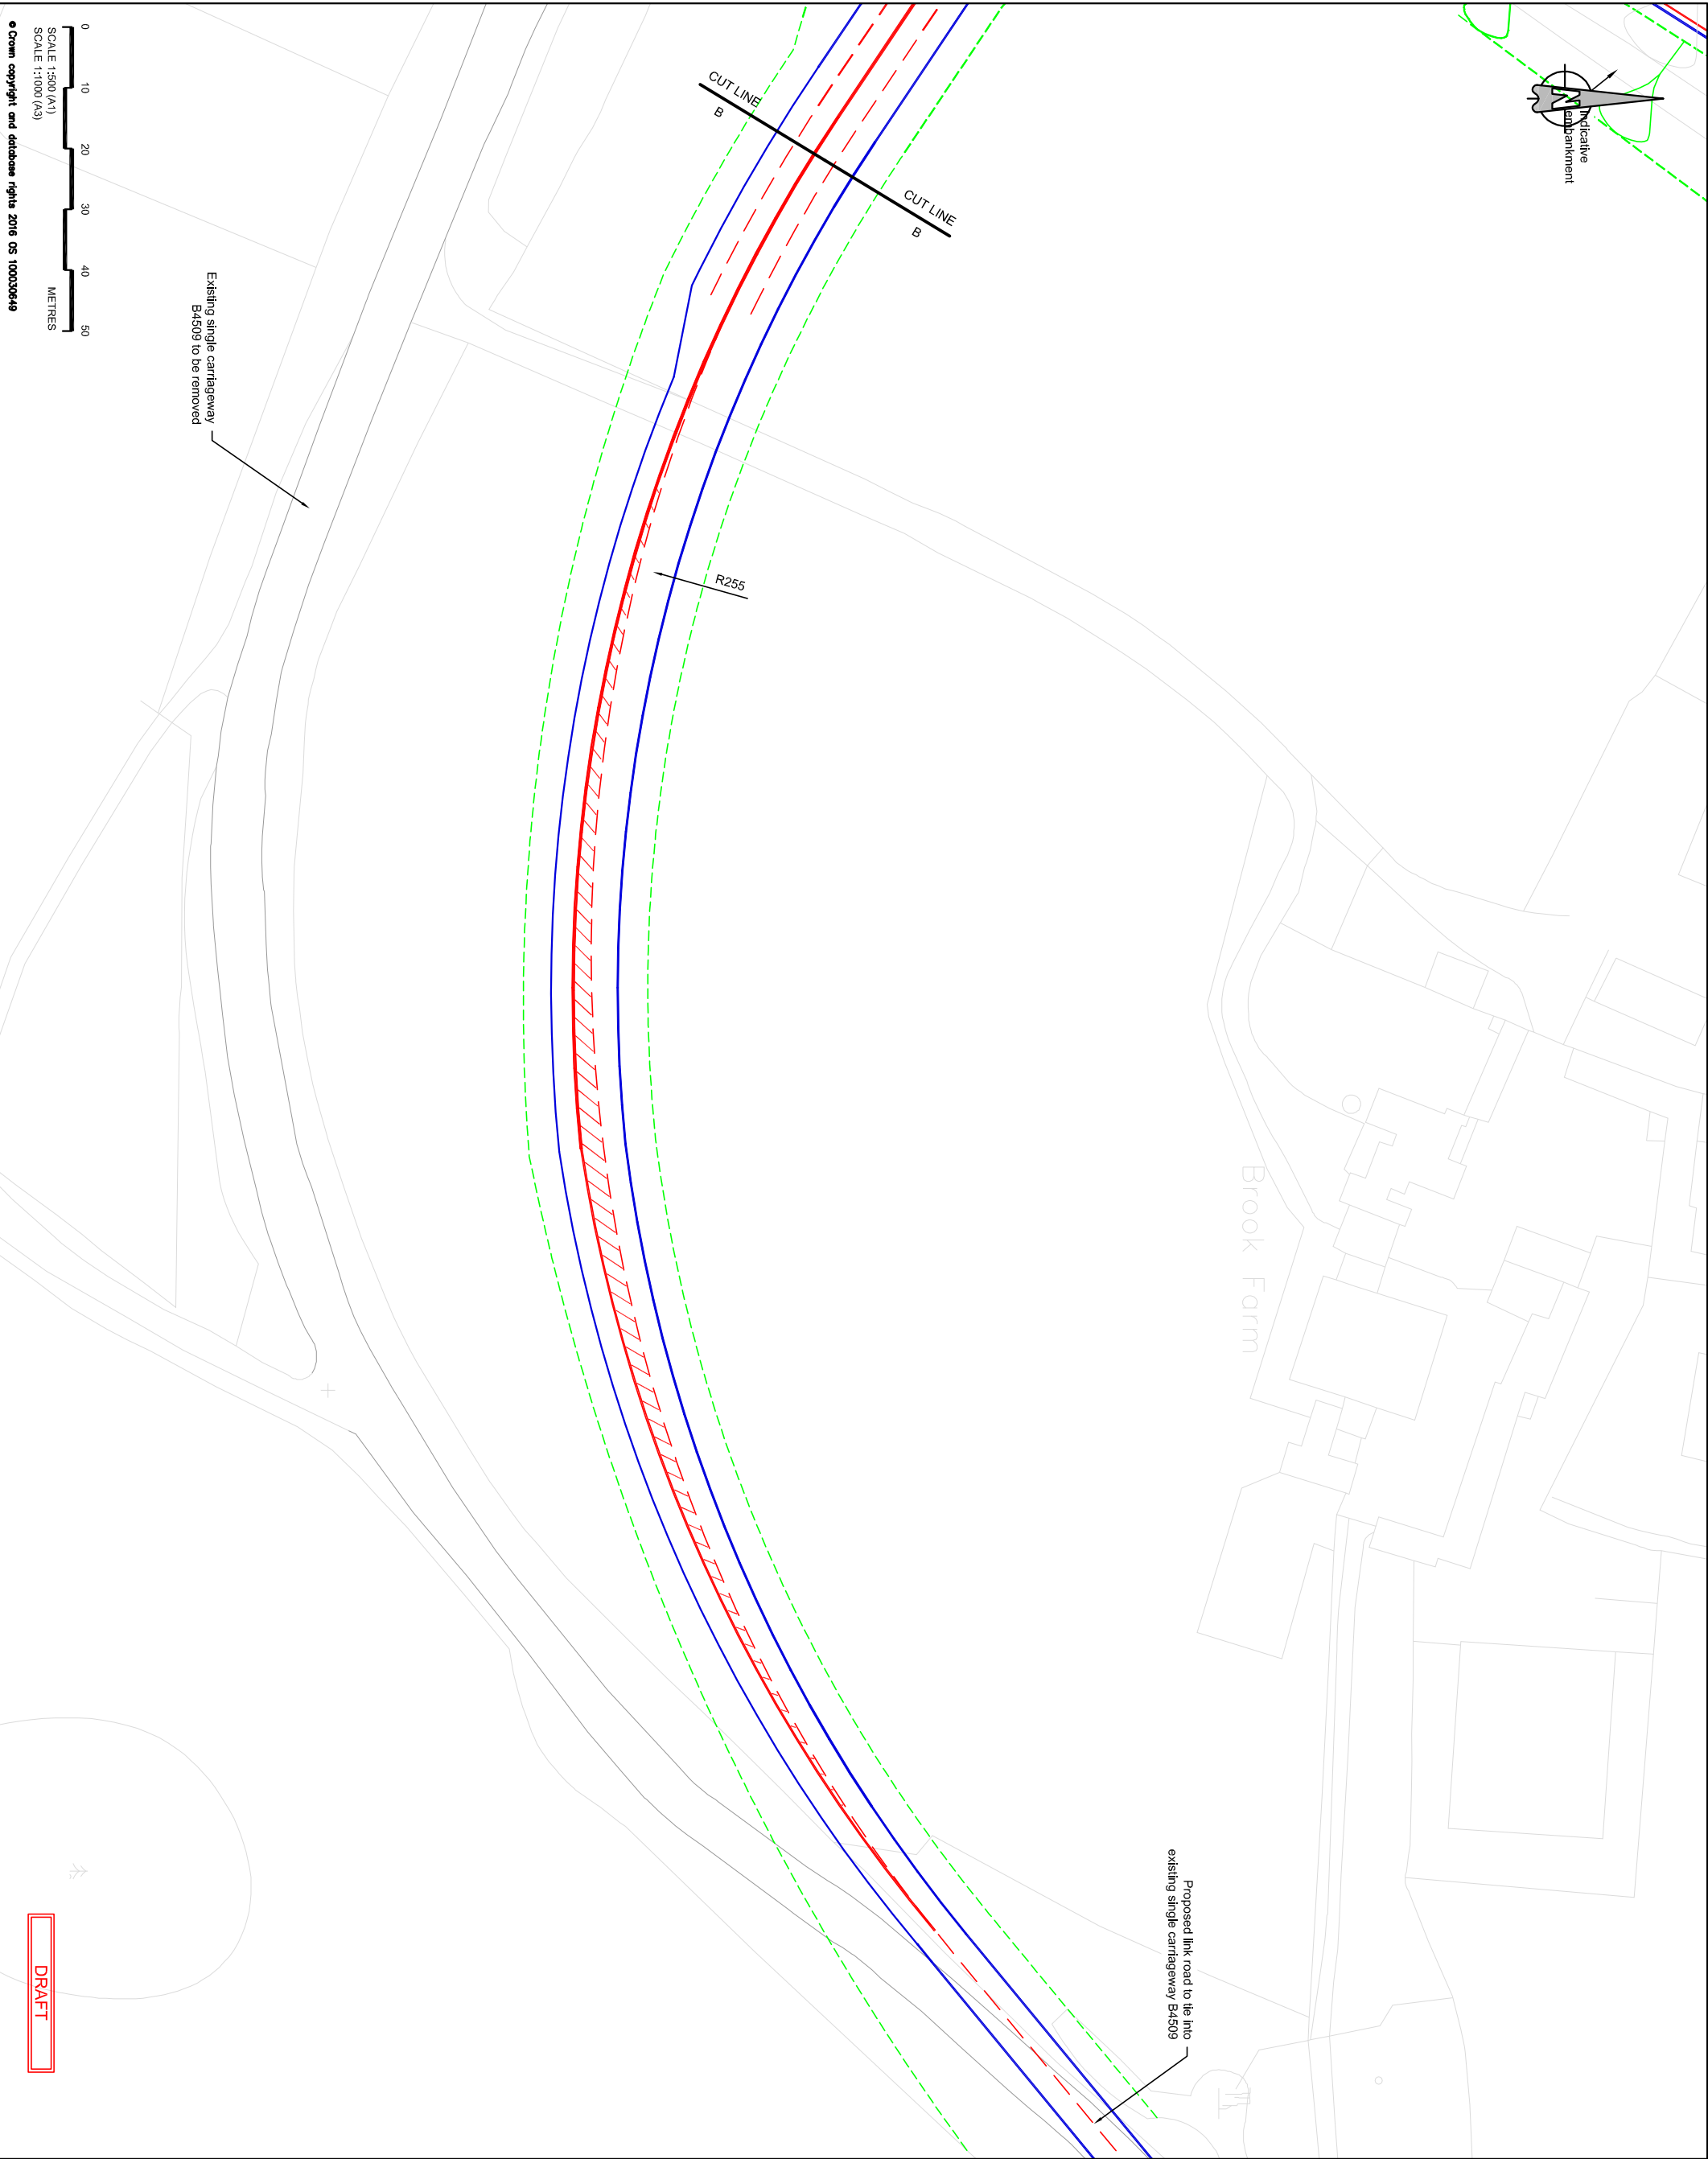 CUT LINE
B
CUT LINE
B
N
Indicative
embankment
0
10
20
30
40
50
METRES
SCALE 1:500 (A1)
SCALE 1:1000 (A3)
© Crown copyright and database rights 2016 OS 100030649
Existing single carriageway
B4509 to be removed
R255
Brook Farm
Proposed link road to tie into
existing single carriageway B4509
DRAFT